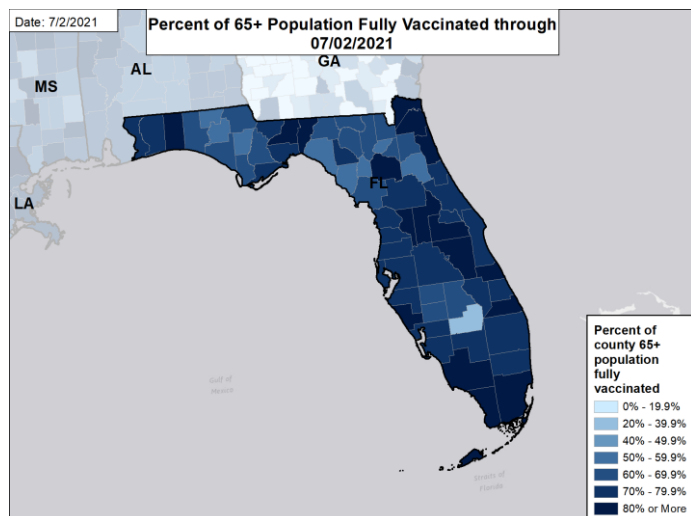 Date: 7/2/2021
Percent of 65+ Population Fully Vaccinated through
07/02/2021
GA
AL
MS
LA
FL
Gulf of
Mexico
Straits of
Florida
Percent of
county 65+
population
fully
vaccinated
0% - 19.9%
20% - 39.9%
40% - 49.9%
50% - 59.9%
60% - 69.9%
70% - 79.9%
80% or More